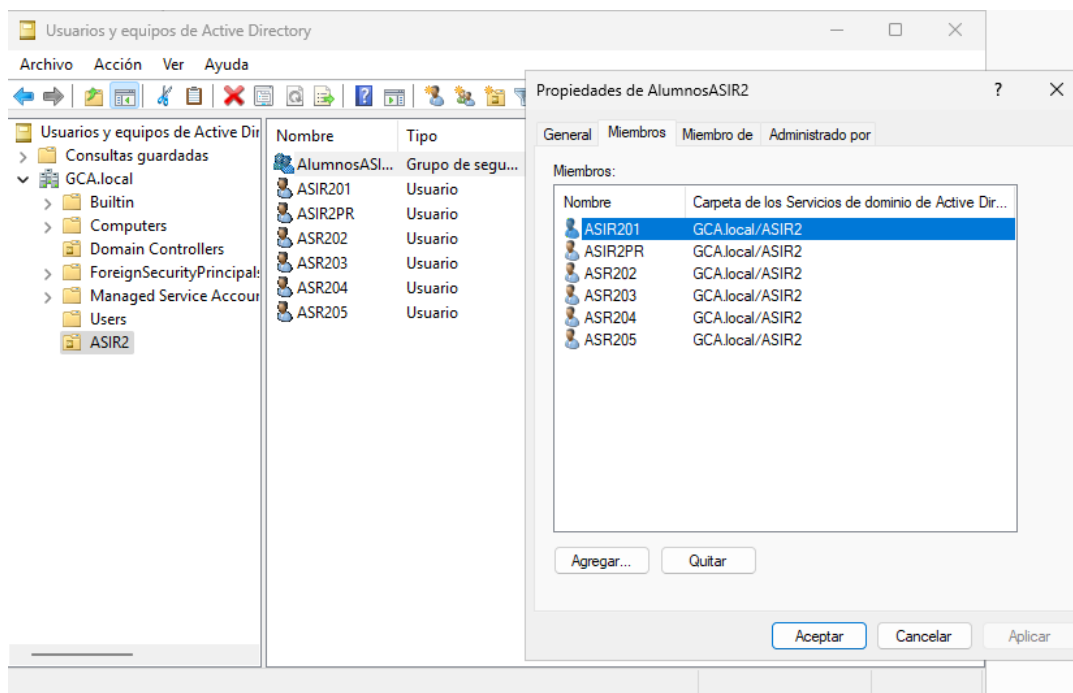 Usuarios y equipos de Active Directory
Archivo Acción Ver Ayuda
Usuarios y equipos de Active Dir
Consultas guardadas
GCA.local
Builtin
Computers
Domain Controllers
ForeignSecurityPrincipals
Managed Service Accour
Users
ASIR2
Nombre Tipo
AlumnosASI... Grupo de segu...
ASIR201 Usuario
ASIR2PR Usuario
ASR202 Usuario
ASR203 Usuario
ASR204 Usuario
ASR205 Usuario
Propiedades de AlumnosASIR2 ?
General Miembros Miembro de Administrado por
Miembros:
Nombre Carpeta de los Servicios de dominio de Active Dir...
ASIR201 GCA.local/ASIR2
ASIR2PR GCA.local/ASIR2
ASR202 GCA.local/ASIR2
ASR203 GCA.local/ASIR2
ASR204 GCA.local/ASIR2
ASR205 GCA.local/ASIR2
Agregar... Quitar
Aceptar Cancelar Aplicar